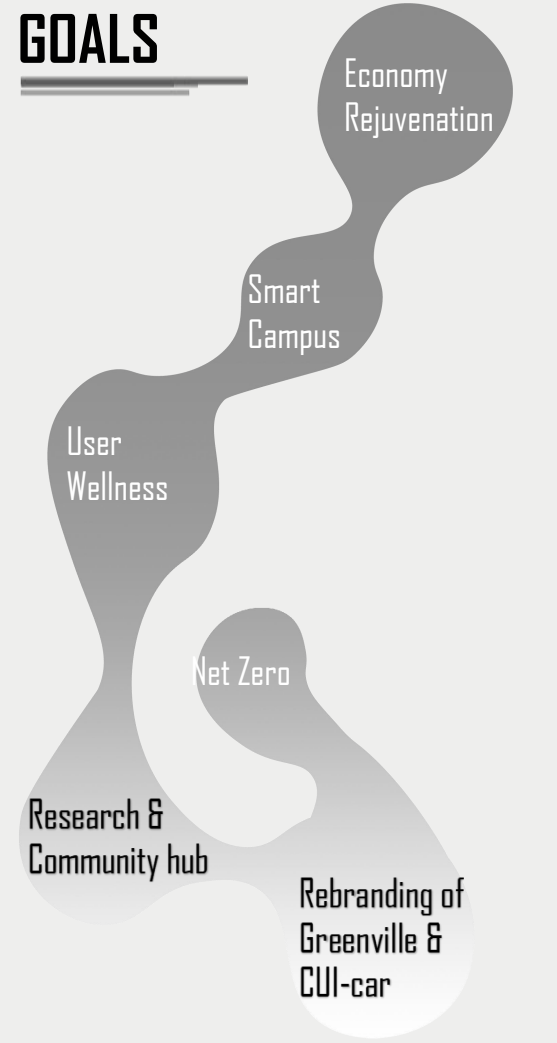 GOALS
Economy
Rejuvenation
Smart
Campus
User
Wellness
Net Zero
Research &
Community hub
Rebranding of
Greenville &
CUI-car